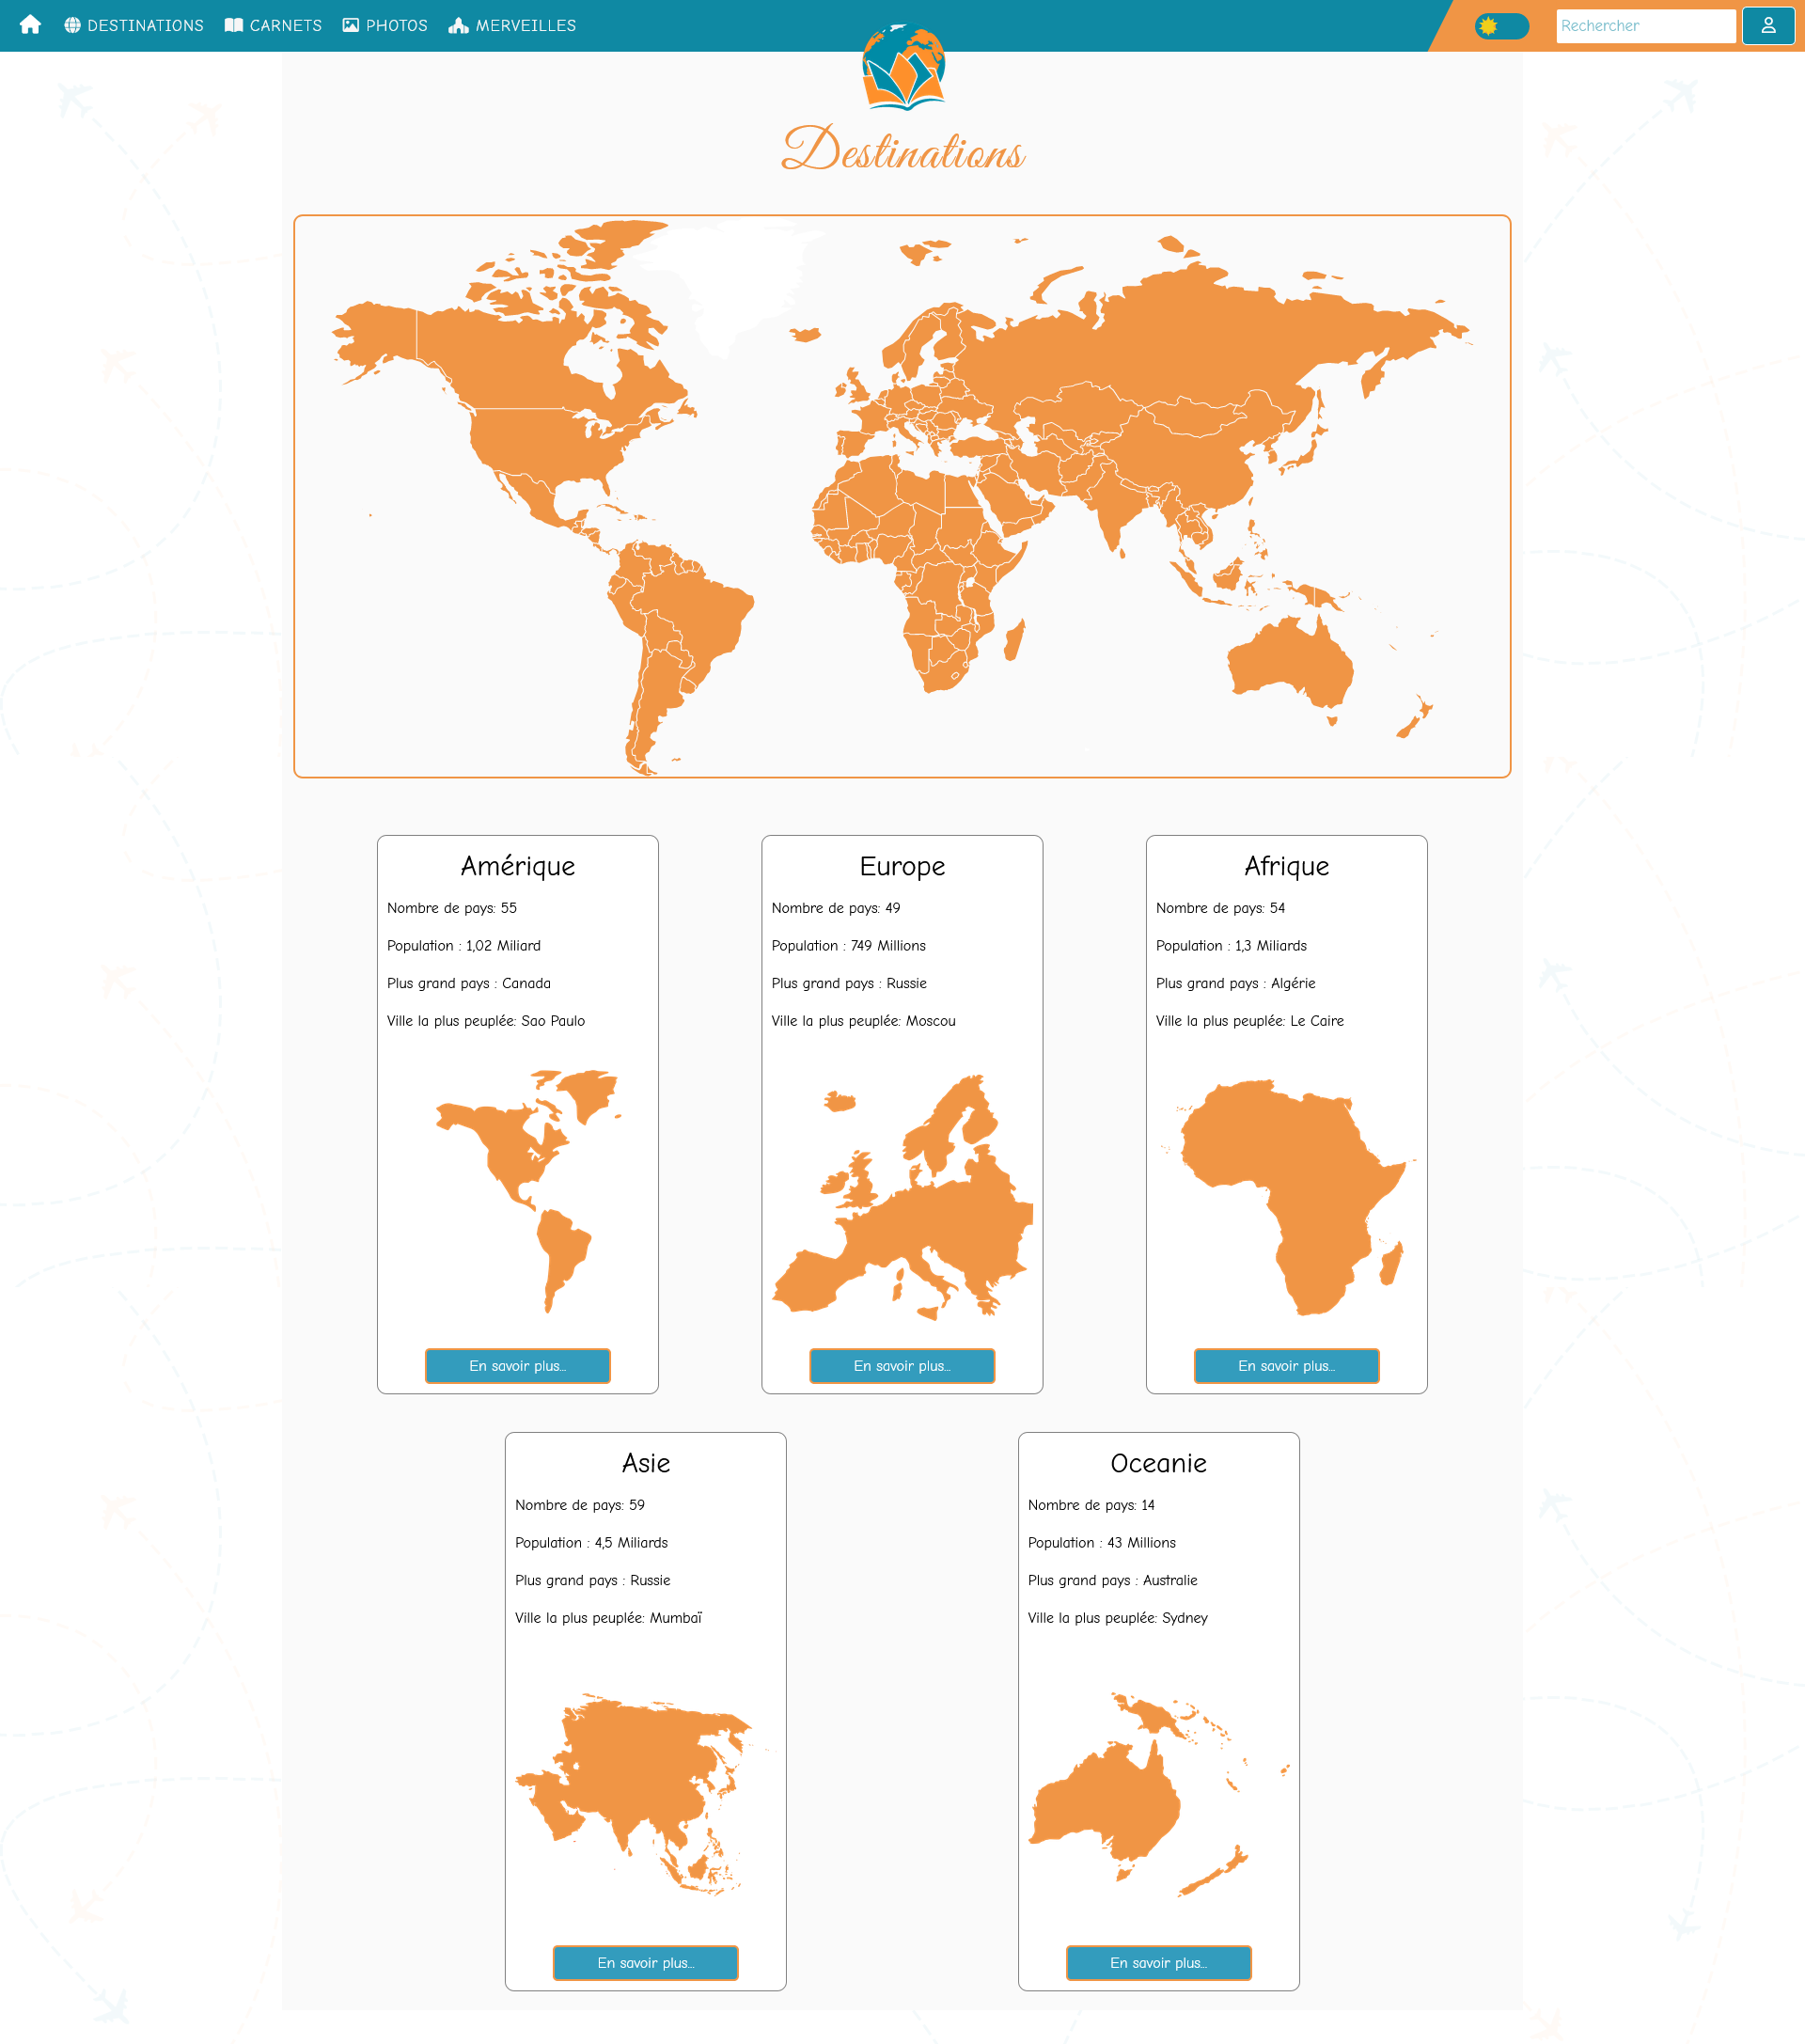 DESTINATIONS CARNETS PHOTOS MERVEILLES Rechercher
Destinations
Amérique
Nombre de pays: 55
Population : 1,02 Miliard
Plus grand pays : Canada
Ville la plus peuplée: Sao Paulo
En savoir plus...
Europe
Nombre de pays: 49
Population : 749 Millions
Plus grand pays : Russie
Ville la plus peuplée: Moscou
En savoir plus...
Afrique
Nombre de pays: 54
Population : 1,3 Miliards
Plus grand pays : Algérie
Ville la plus peuplée: Le Caire
En savoir plus...
Asie
Nombre de pays: 59
Population : 4,5 Miliards
Plus grand pays : Russie
Ville la plus peuplée: Mumbaï
En savoir plus...
Oceanie
Nombre de pays: 14
Population : 43 Millions
Plus grand pays : Australie
Ville la plus peuplée: Sydney
En savoir plus...